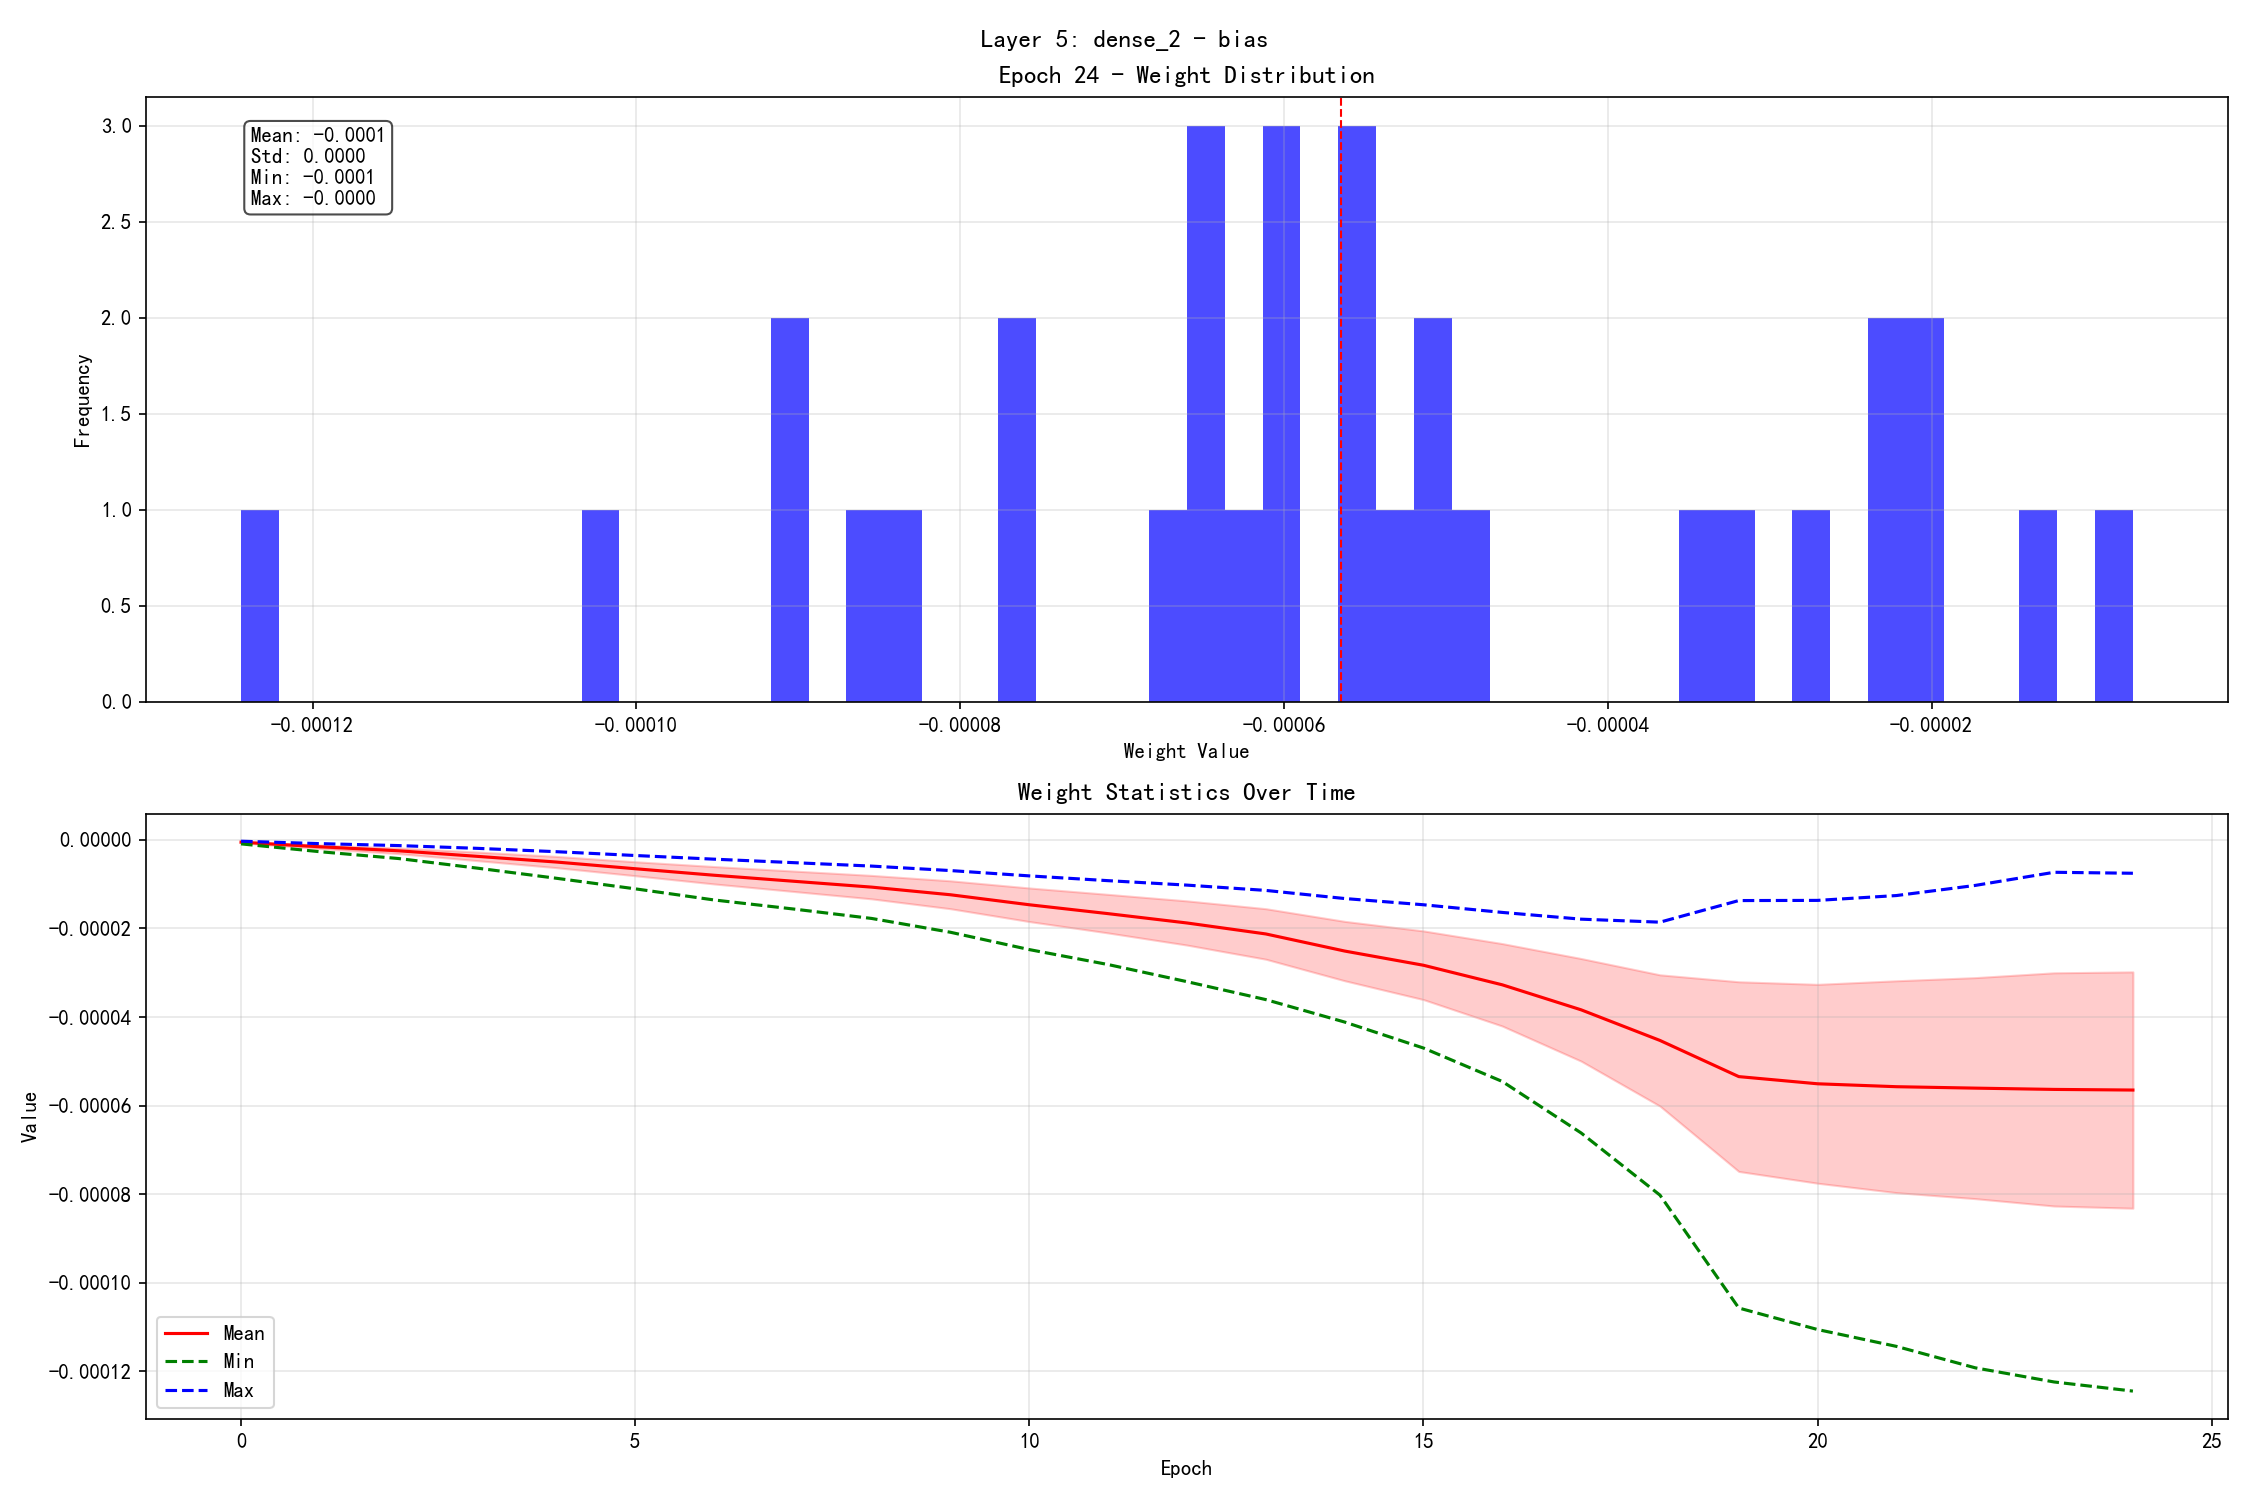 Layer 5: dense_2 - bias
Epoch 24 - Weight Distribution
Mean: -0.0001
Std: 0.0000
Min: -0.0001
Max: -0.0000
3.0
2.5
2.0
1.5
1.0
0.5
0.0
Frequency
-0.00012 -0.00010 -0.00008 -0.00006 -0.00004 -0.00002
Weight Value
Weight Statistics Over Time
0.00000
-0.00002
-0.00004
-0.00006
-0.00008
-0.00010
-0.00012
Value
Mean
Min
Max
0 5 10 15 20 25
Epoch